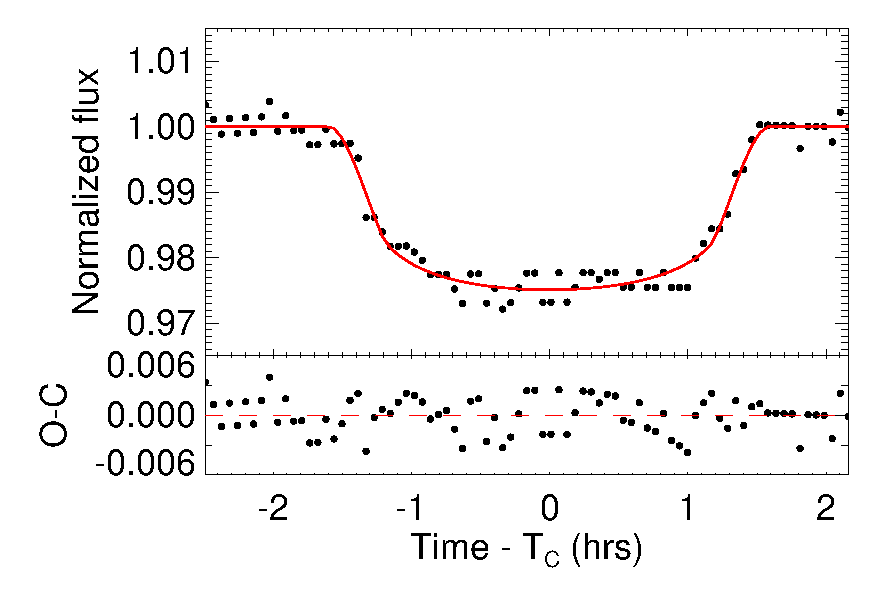 Normalized flux
1.01
1.00
0.99
0.98
0.97
O-C
0.006
0.000
-0.006
-2 -1 0 1 2
Time - T_C (hrs)